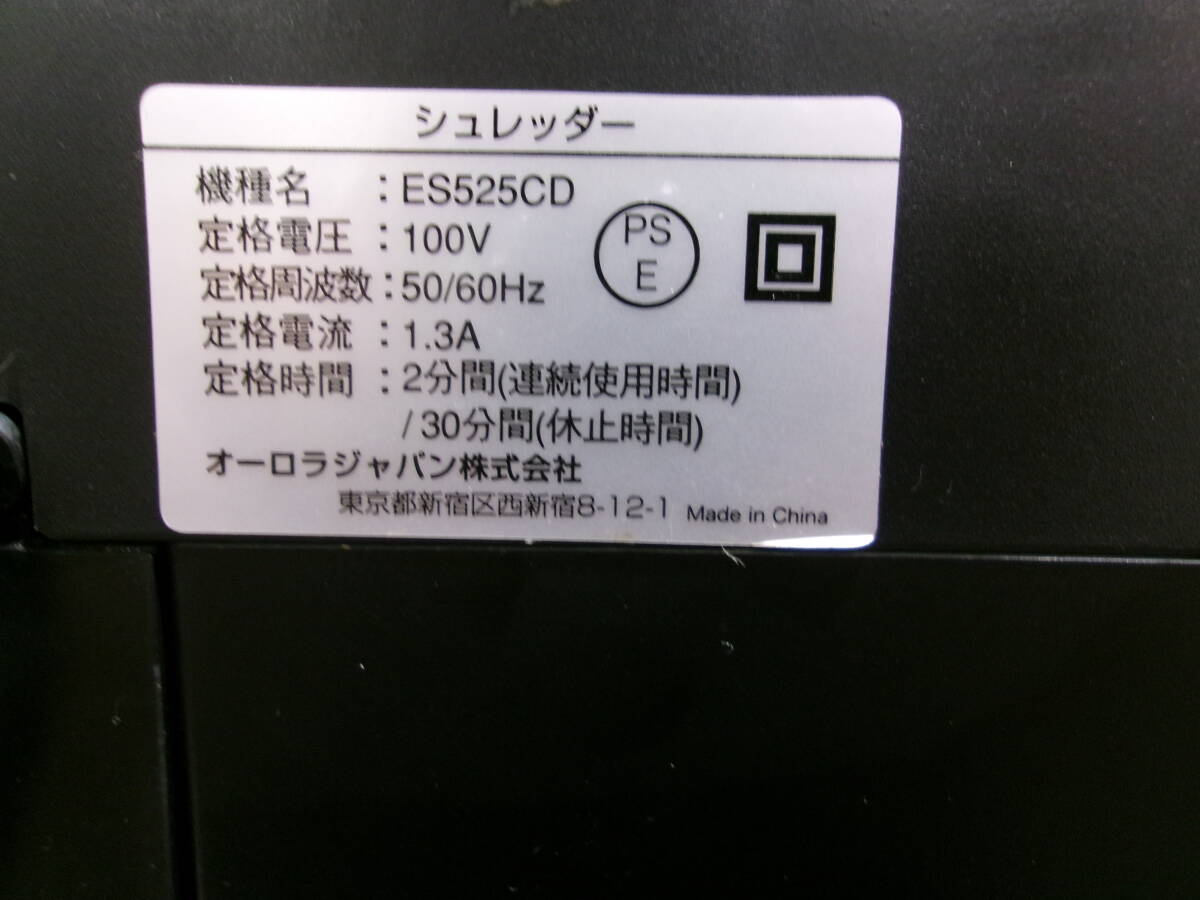 シュレッダー
機種名 : ES525CD
定格電圧 : 100V
定格周波数 : 50/60Hz
定格電流 : 1.3A
定格時間 : 2分間(連続使用時間)
/30分間(休止時間)
PS
E
オーロラジャパン株式会社
東京都新宿区西新宿8-12-1 Made in China